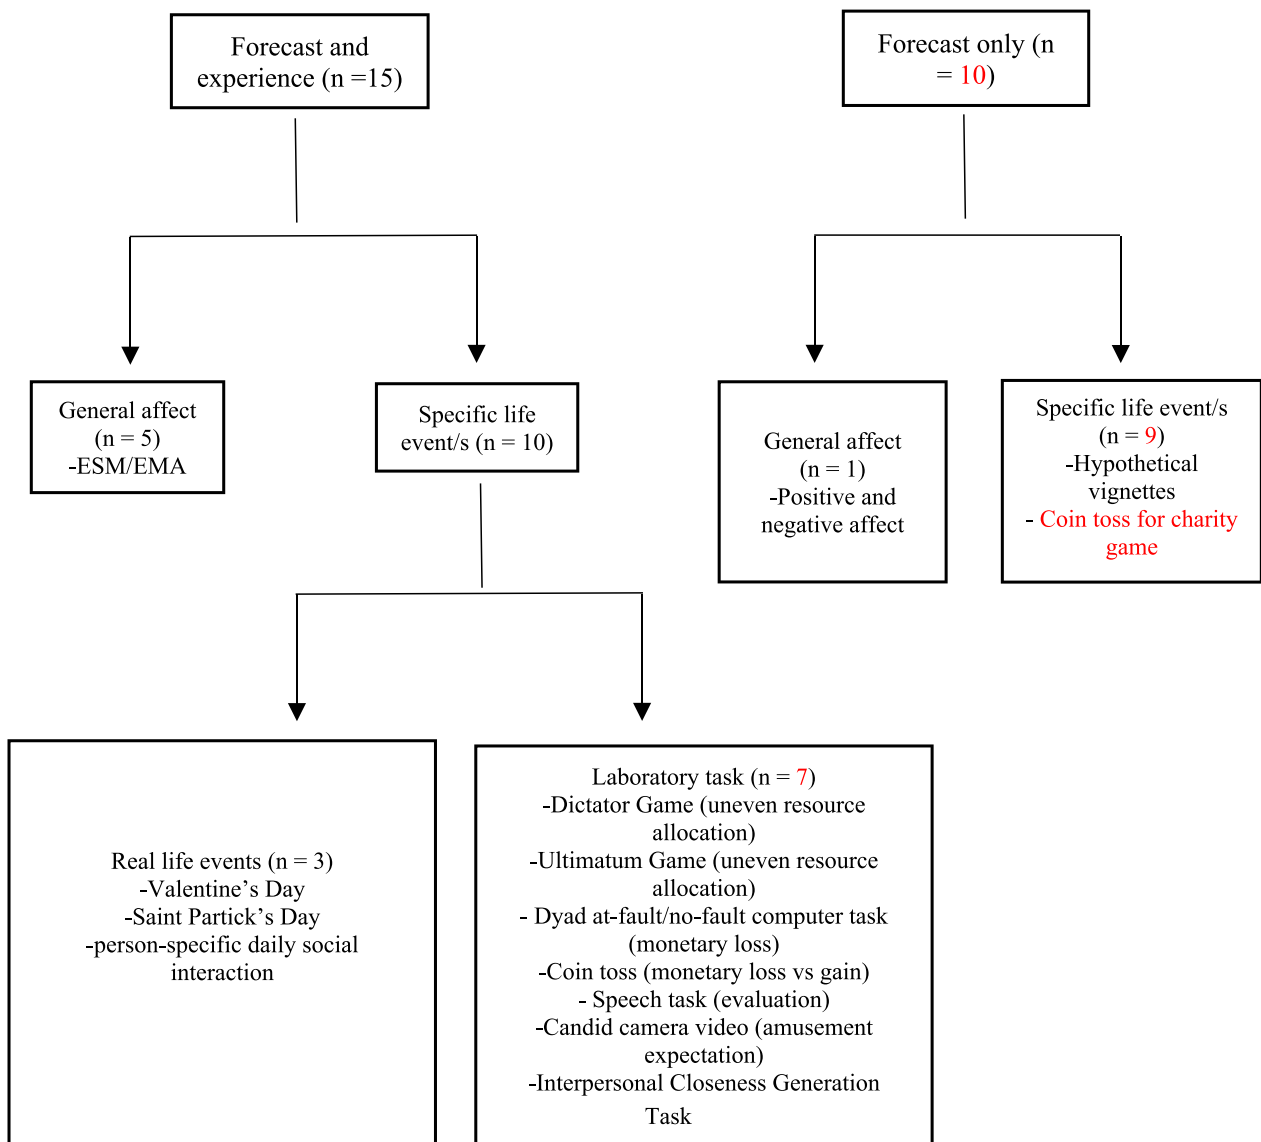 Forecast and
experience (n =15)
Forecast only (n
= 10)
General affect
(n = 5)
-ESM/EMA
Specific life
event/s (n = 10)
General affect
(n = 1)
-Positive and
negative affect
Specific life event/s
(n = 9)
-Hypothetical
vignettes
- Coin toss for charity
game
Real life events (n = 3)
-Valentine’s Day
-Saint Partick’s Day
-person-specific daily social
interaction
Laboratory task (n = 7)
-Dictator Game (uneven resource
allocation)
-Ultimatum Game (uneven resource
allocation)
- Dyad at-fault/no-fault computer task
(monetary loss)
-Coin toss (monetary loss vs gain)
- Speech task (evaluation)
-Candid camera video (amusement
expectation)
-Interpersonal Closeness Generation
Task